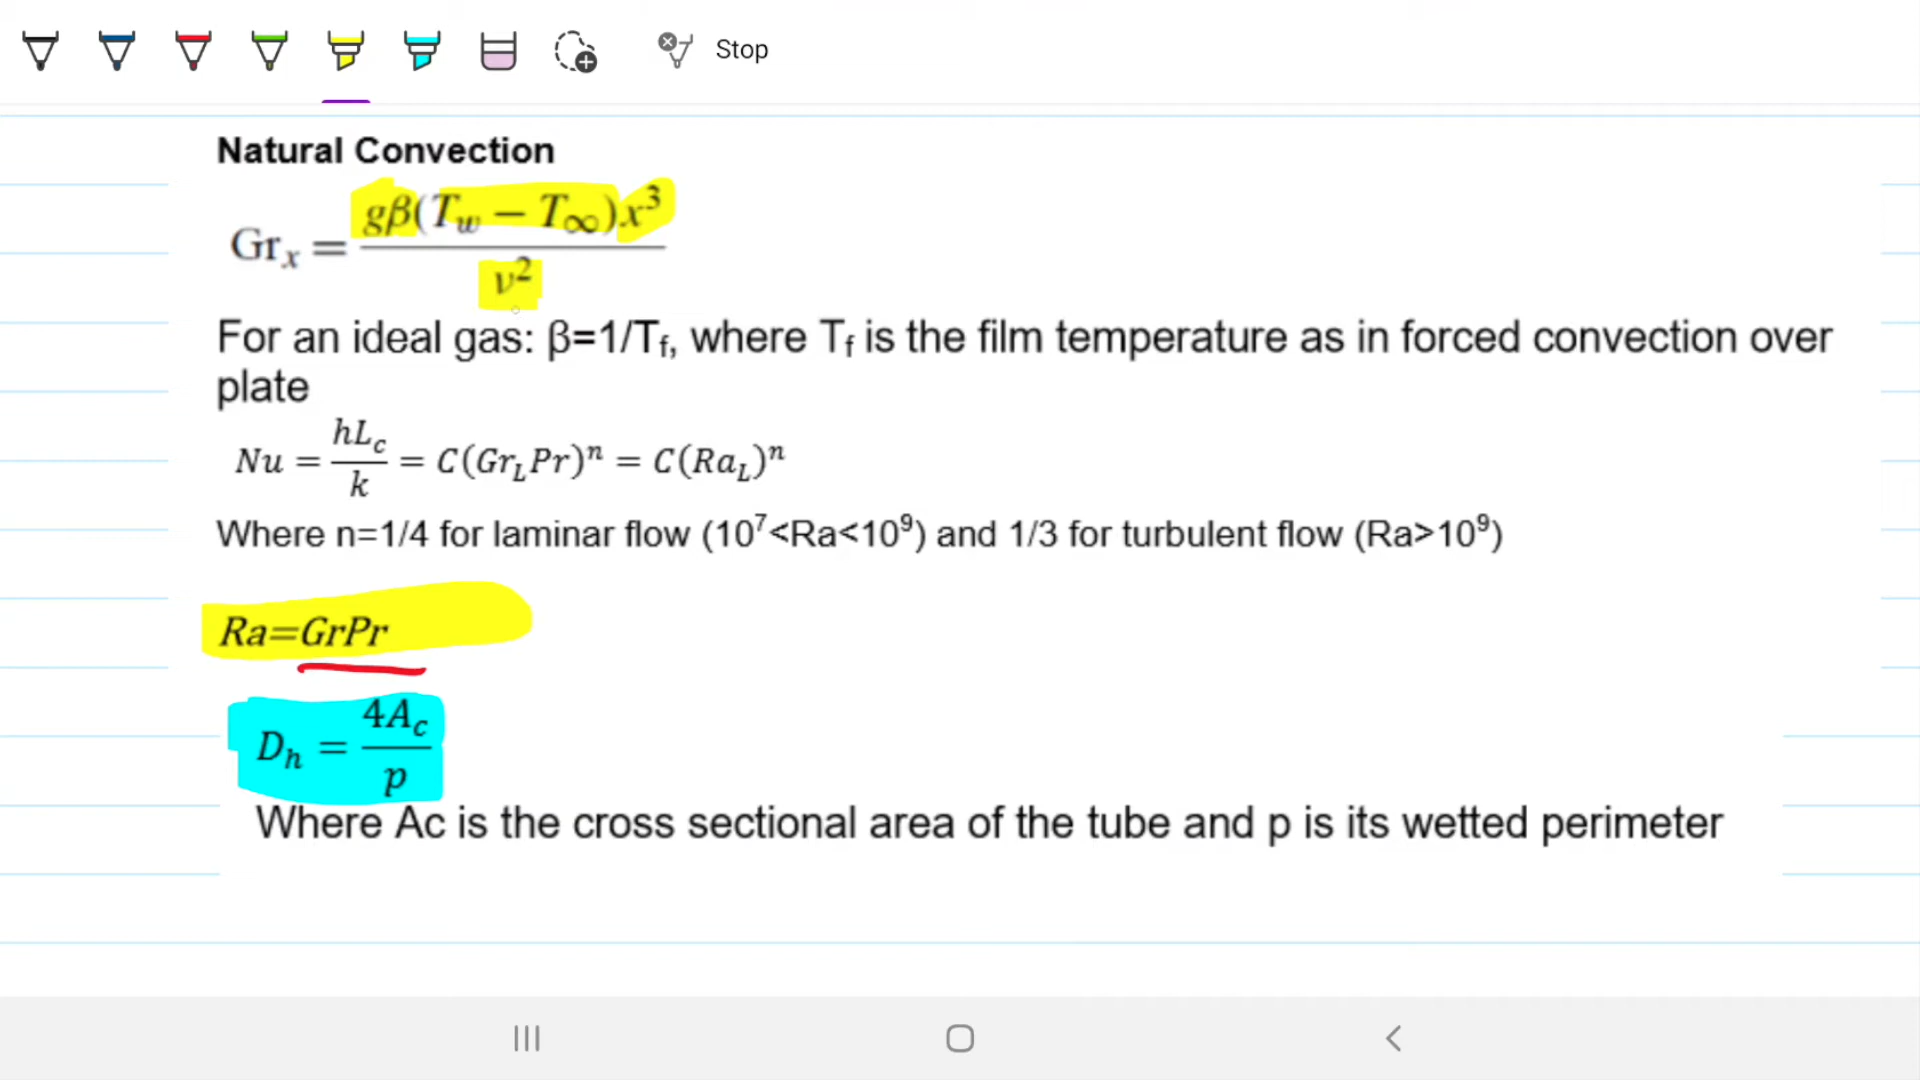 Stop
Natural Convection
Grₓ = gβ(T_w − T_∞)x³ / ν²
For an ideal gas: β=1/T_f, where T_f is the film temperature as in forced convection over
plate
Nu = hL_c / k = C(Gr_L Pr)ⁿ = C(Ra_L)ⁿ
Where n=1/4 for laminar flow (10⁷<Ra<10⁹) and 1/3 for turbulent flow (Ra>10⁹)
Ra=GrPr
D_h = 4A_c / p
Where Ac is the cross sectional area of the tube and p is its wetted perimeter